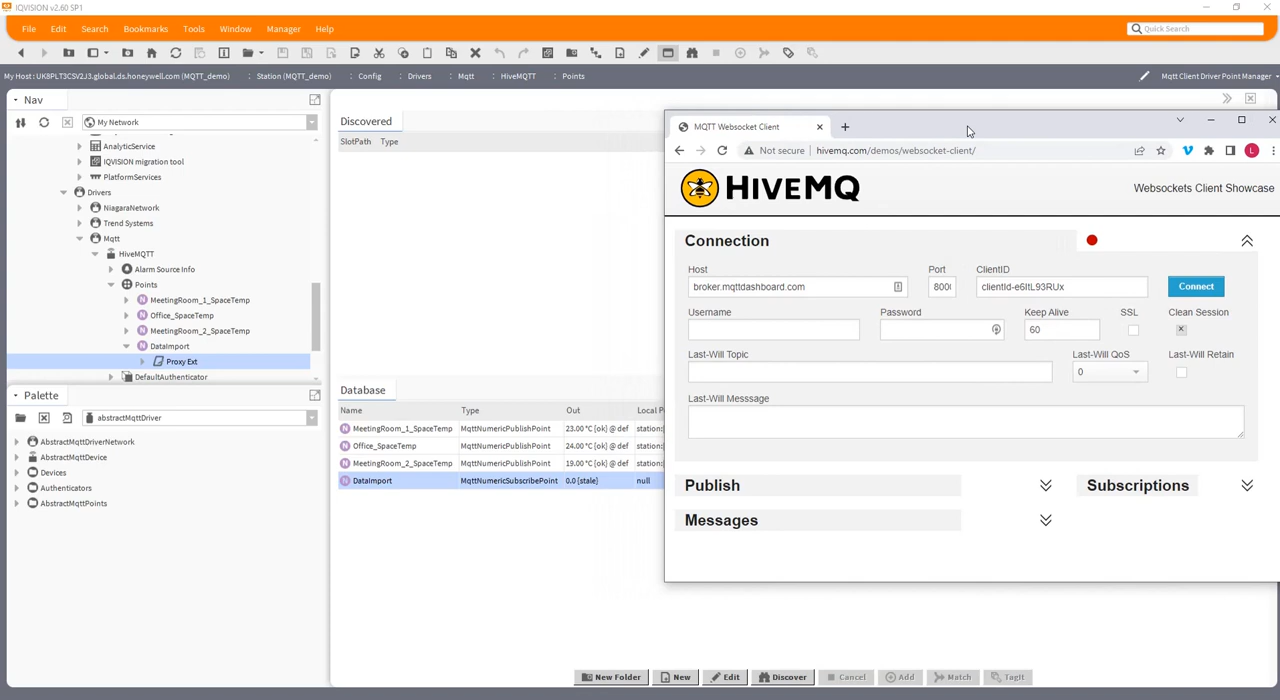 IQVISION v2.60 SP1
File Edit Search Bookmarks Tools Window Manager Help
Quick Search
My Host : UK8PLT3CSV2J3.global.ds.honeywell.com (MQTT_demo) Station (MQTT_demo) Config Drivers Mqtt HiveMQTT Points Mqtt Client Driver Point Manager
Nav
My Network
AnalyticService
IQVISION migration tool
PlatformServices
Drivers
NiagaraNetwork
Trend Systems
Mqtt
HiveMQTT
Alarm Source Info
Points
MeetingRoom_1_SpaceTemp
Office_SpaceTemp
MeetingRoom_2_SpaceTemp
DataImport
Proxy Ext
DefaultAuthenticator
Palette
abstractMqttDriver
AbstractMqttDriverNetwork
AbstractMqttDevice
Devices
Authenticators
AbstractMqttPoints
Discovered
SlotPath Type
Database
Name Type Out Local P
MeetingRoom_1_SpaceTemp MqttNumericPublishPoint 23.00 °C {ok} @ def station:
Office_SpaceTemp MqttNumericPublishPoint 24.00 °C {ok} @ def station:
MeetingRoom_2_SpaceTemp MqttNumericPublishPoint 19.00 °C {ok} @ def station:
DataImport MqttNumericSubscribePoint 0.0 {stale} null
New Folder New Edit Discover Cancel Add Match TagIt
MQTT Websocket Client
Not secure hivemq.com/demos/websocket-client/
L
HIVEMQ
Websockets Client Showcase
Connection
Host Port ClientID
broker.mqttdashboard.com 800 clientId-e6ItL93RUx Connect
Username Password Keep Alive SSL Clean Session
60
Last-Will Topic Last-Will QoS Last-Will Retain
0
Last-Will Messsage
Publish Subscriptions
Messages